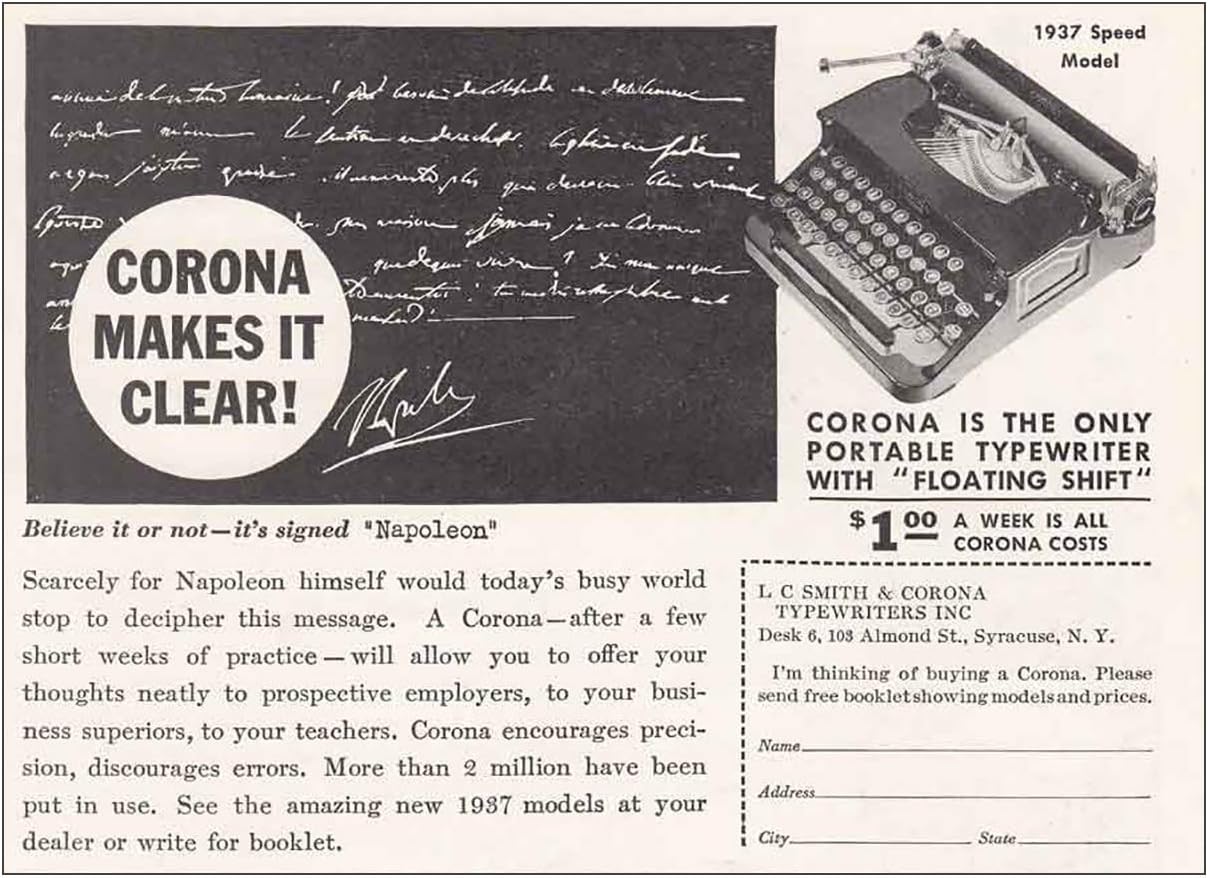 CORONA
MAKES IT
CLEAR!
1937 Speed
Model
CORONA IS THE ONLY
PORTABLE TYPEWRITER
WITH "FLOATING SHIFT"
$1 00 A WEEK IS ALL
CORONA COSTS
Believe it or not—it's signed "Napoleon"
Scarcely for Napoleon himself would today's busy world
stop to decipher this message. A Corona—after a few
short weeks of practice—will allow you to offer your
thoughts neatly to prospective employers, to your busi-
ness superiors, to your teachers. Corona encourages preci-
sion, discourages errors. More than 2 million have been
put in use. See the amazing new 1937 models at your
dealer or write for booklet.
L C SMITH & CORONA
TYPEWRITERS INC
Desk 6, 103 Almond St., Syracuse, N. Y.
I'm thinking of buying a Corona. Please
send free booklet showing models and prices.
Name
Address
City State